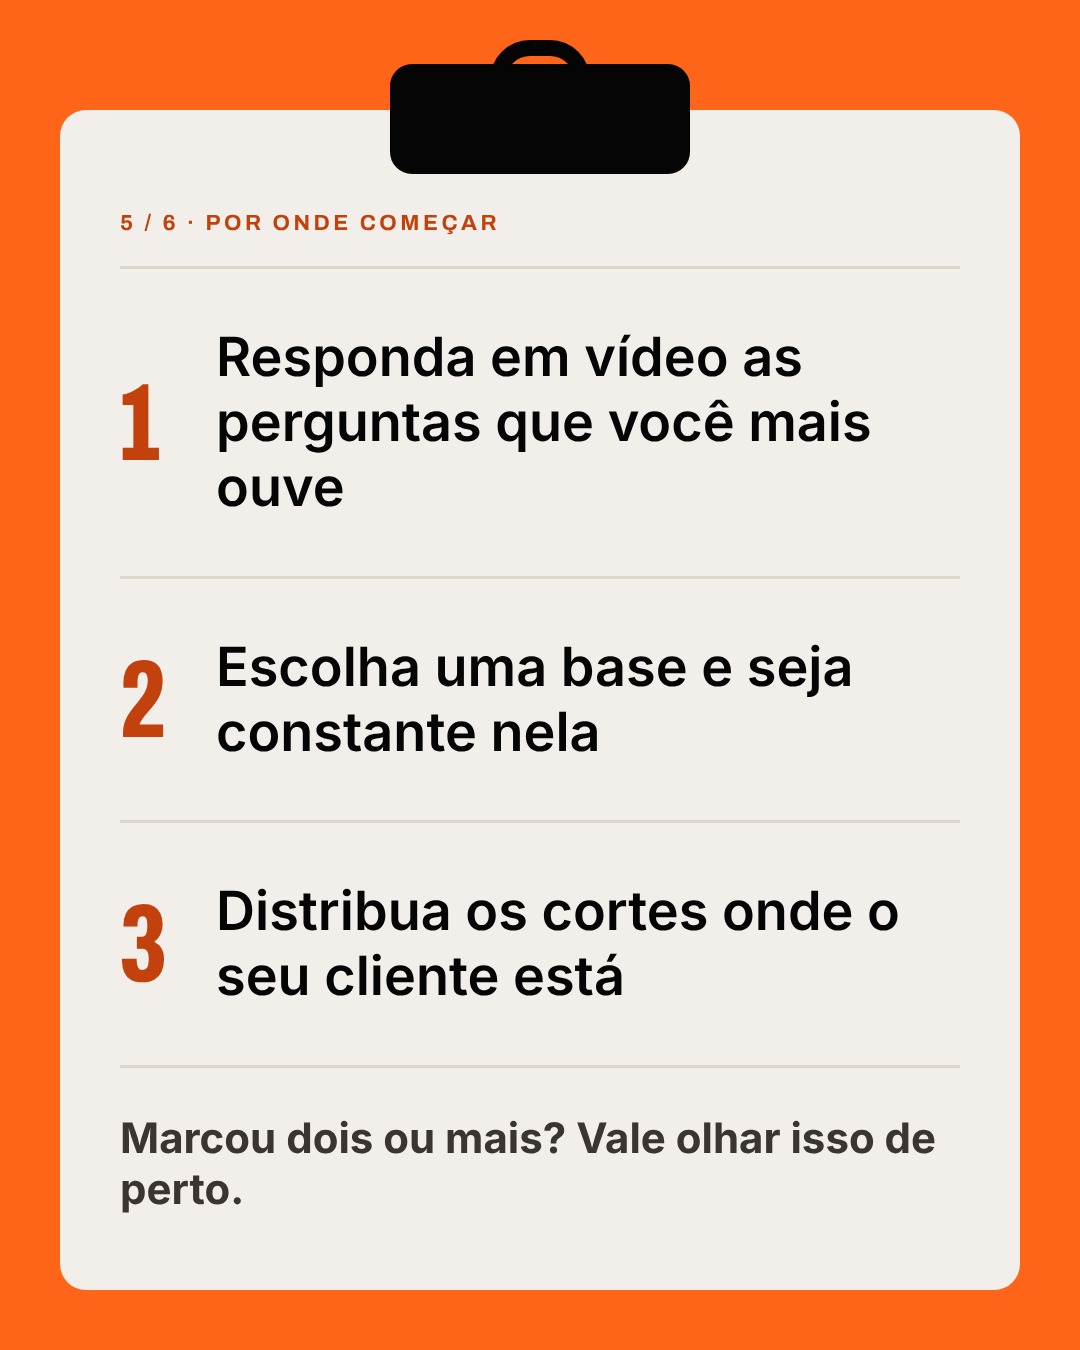 5 / 6 · POR ONDE COMEÇAR
1
Responda em vídeo as
perguntas que você mais
ouve
2
Escolha uma base e seja
constante nela
3
Distribua os cortes onde o
seu cliente está
Marcou dois ou mais? Vale olhar isso de
perto.